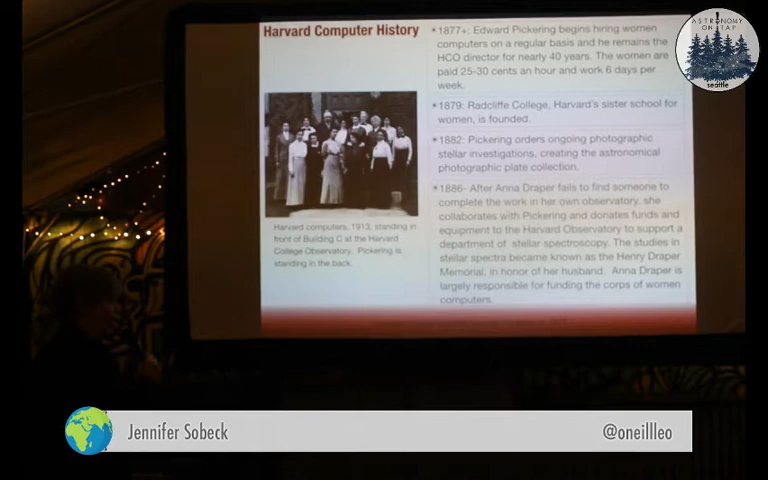 Harvard Computer History
*1877+: Edward Pickering begins hiring women
computers on a regular basis and he remains the
HCO director for nearly 40 years. The women are
paid 25-30 cents an hour and work 6 days per
week.
*1879: Radcliffe College, Harvard's sister school for
women, is founded.
*1882: Pickering orders ongoing photographic
stellar investigations, creating the astronomical
photographic plate collection.
*1886- After Anna Draper fails to find someone to
complete the work in her own observatory, she
collaborates with Pickering and donates funds and
equipment to the Harvard Observatory to support a
department of stellar spectroscopy. The studies in
stellar spectra became known as the Henry Draper
Memorial, in honor of her husband. Anna Draper is
largely responsible for funding the corps of women
computers.
Harvard computers, 1913, standing in
front of Building C at the Harvard
College Observatory. Pickering is
standing in the back.
ASTRONOMY
ON TAP
seattle
Jennifer Sobeck
@oneillleo